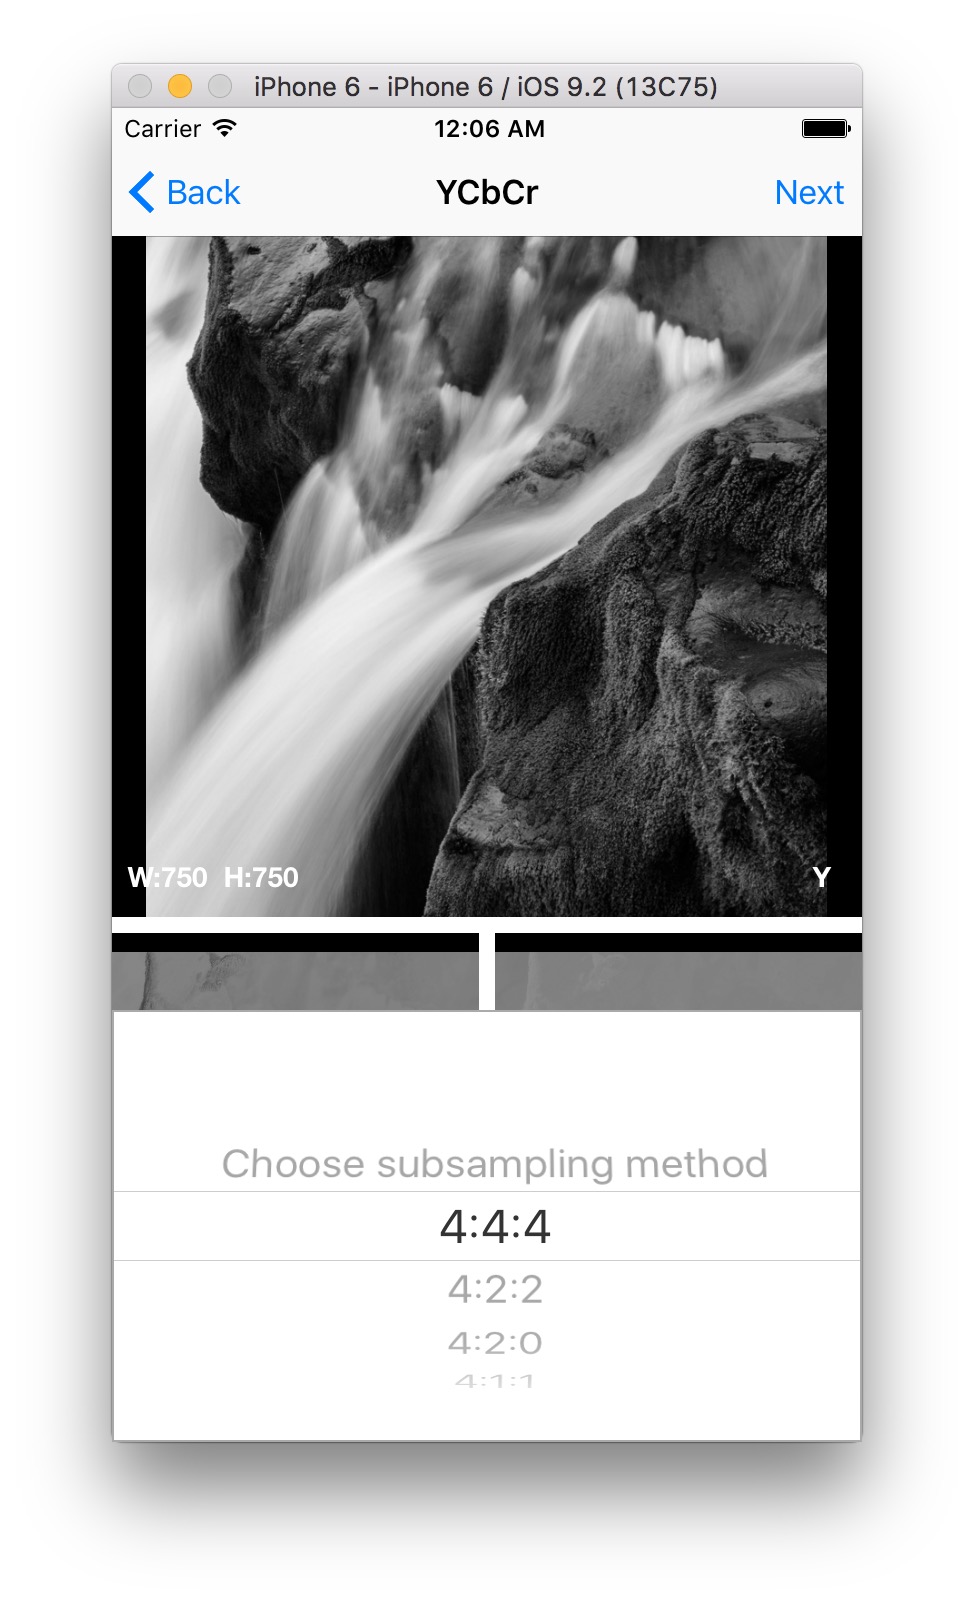 iPhone 6 - iPhone 6 / iOS 9.2 (13C75)
Carrier 12:06 AM
Back YCbCr Next
W:750 H:750 Y
Choose subsampling method
4:4:4
4:2:2
4:2:0
4:1:1